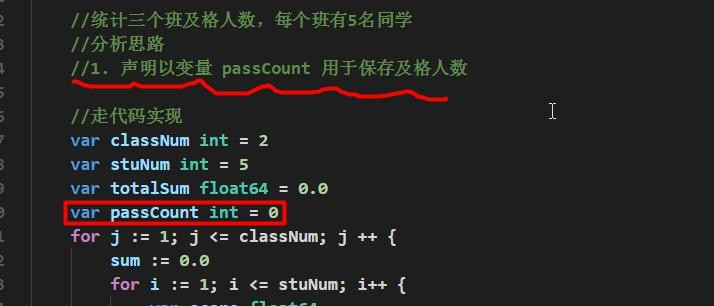 //统计三个班及格人数，每个班有5名同学
//分析思路
//1. 声明以变量 passCount 用于保存及格人数
//走代码实现
var classNum int = 2
var stuNum int = 5
var totalSum float64 = 0.0
var passCount int = 0
for j := 1; j <= classNum; j ++ {
sum := 0.0
for i := 1; i <= stuNum; i++ {